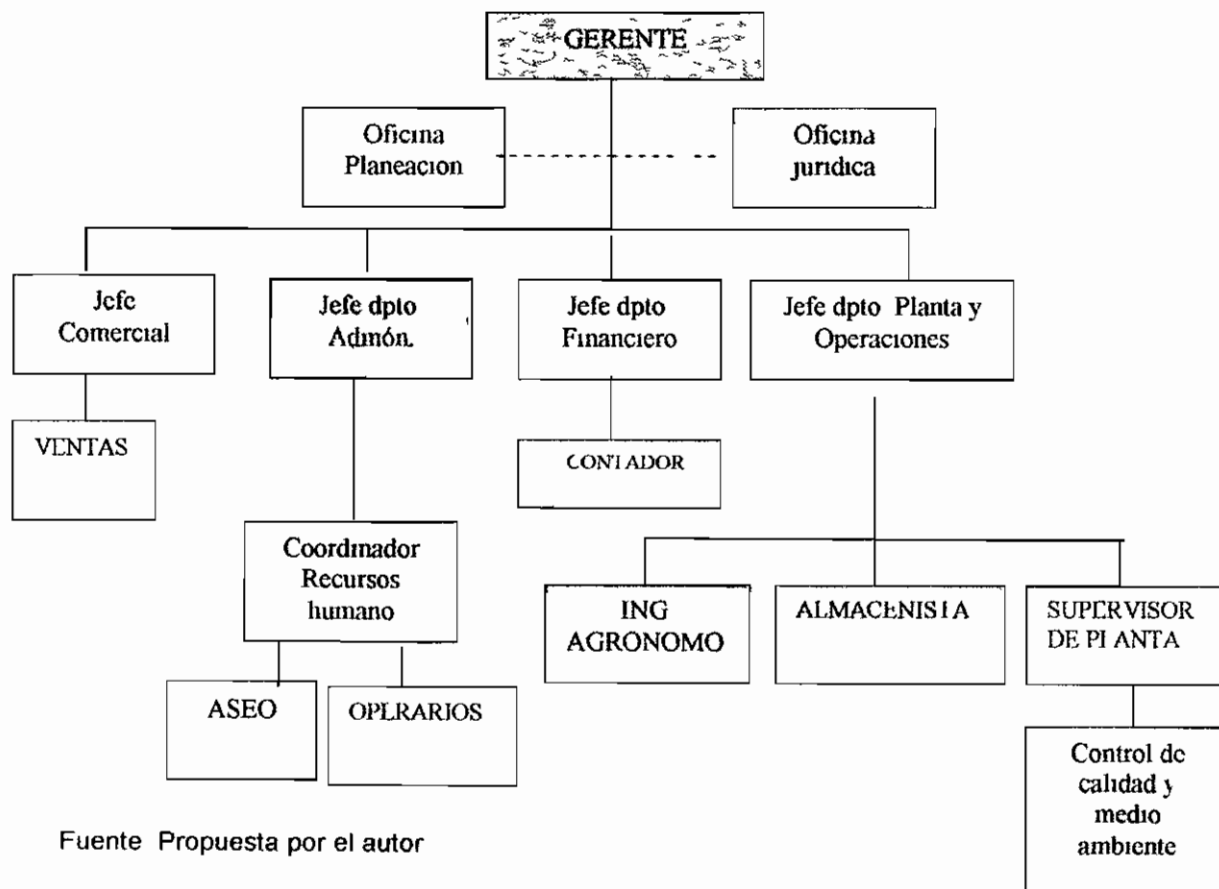 GERENTE
Oficina
Planeacion
Oficina
juridica
Jefe
Comercial
Jefe dpto
Admón.
Jefe dpto
Financiero
Jefe dpto Planta y
Operaciones
VENTAS
CONTADOR
Coordinador
Recursos
humano
ING
AGRONOMO
ALMACENISTA
SUPERVISOR
DE PLANTA
ASEO
OPERARIOS
Control de
calidad y
medio
ambiente
Fuente Propuesta por el autor